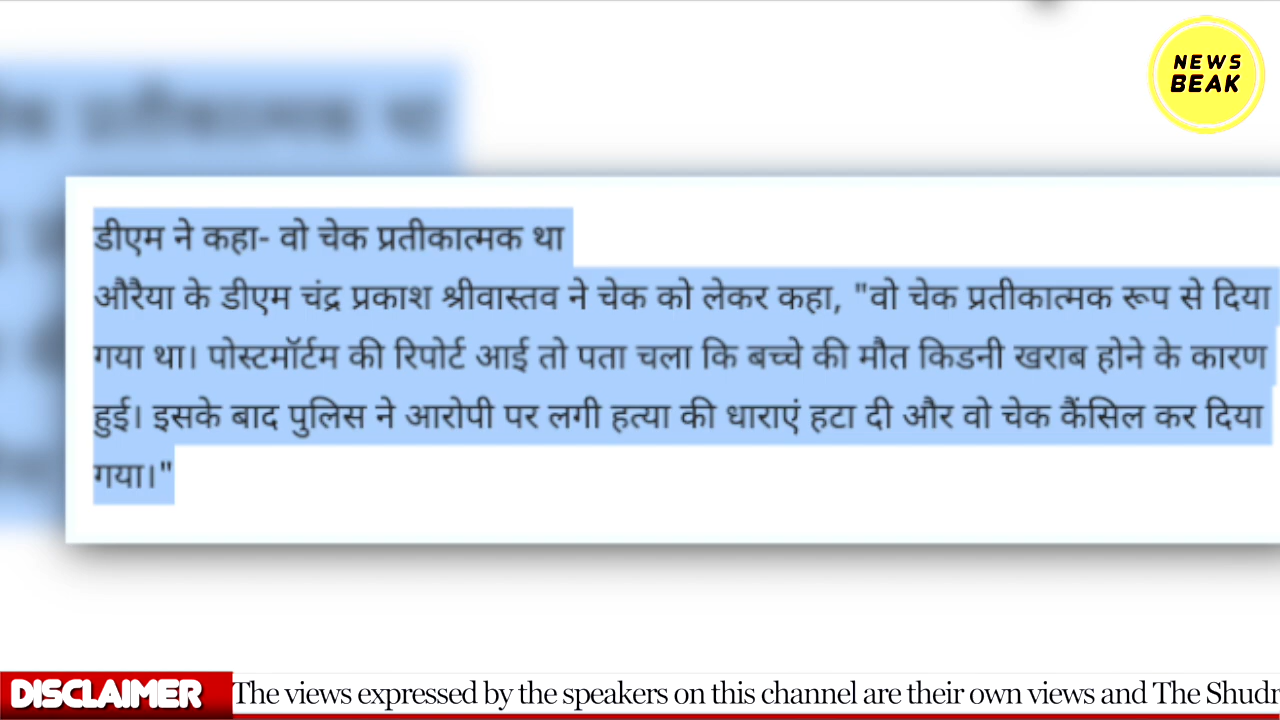 NEWS
BEAK
डीएम ने कहा- वो चेक प्रतीकात्मक था
औरैया के डीएम चंद्र प्रकाश श्रीवास्तव ने चेक को लेकर कहा, "वो चेक प्रतीकात्मक रूप से दिया
गया था। पोस्टमॉर्टम की रिपोर्ट आई तो पता चला कि बच्चे की मौत किडनी खराब होने के कारण
हुई। इसके बाद पुलिस ने आरोपी पर लगी हत्या की धाराएं हटा दी और वो चेक कैंसिल कर दिया
गया।"
DISCLAIMER The views expressed by the speakers on this channel are their own views and The